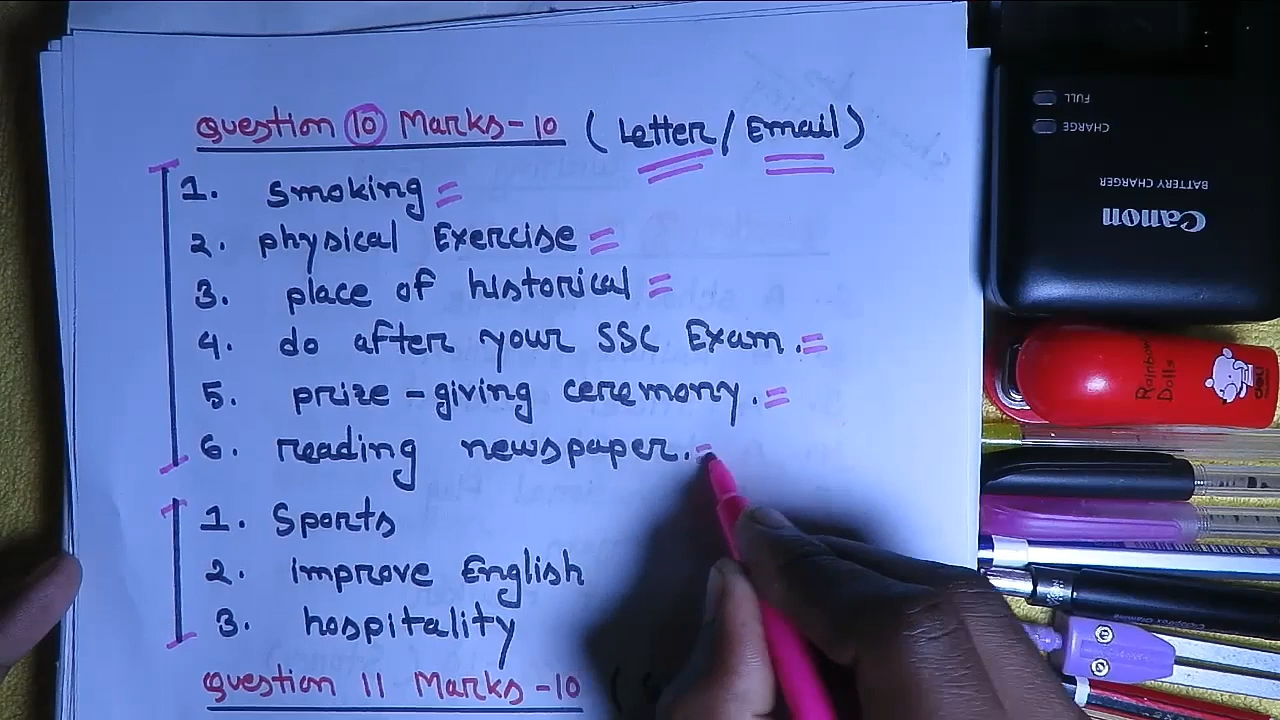 Question 10 Marks-10 (Letter/Email)
1. smoking
2. physical Exercise
3. place of historical
4. do after your SSC Exam.
5. prize-giving ceremony.
6. reading newspaper.
1. Sports
2. improve English
3. hospitality
Question 11 Marks-10 (
FULL
CHARGE
BATTERY CHARGER
Canon
Rainbow
Dolls
deli